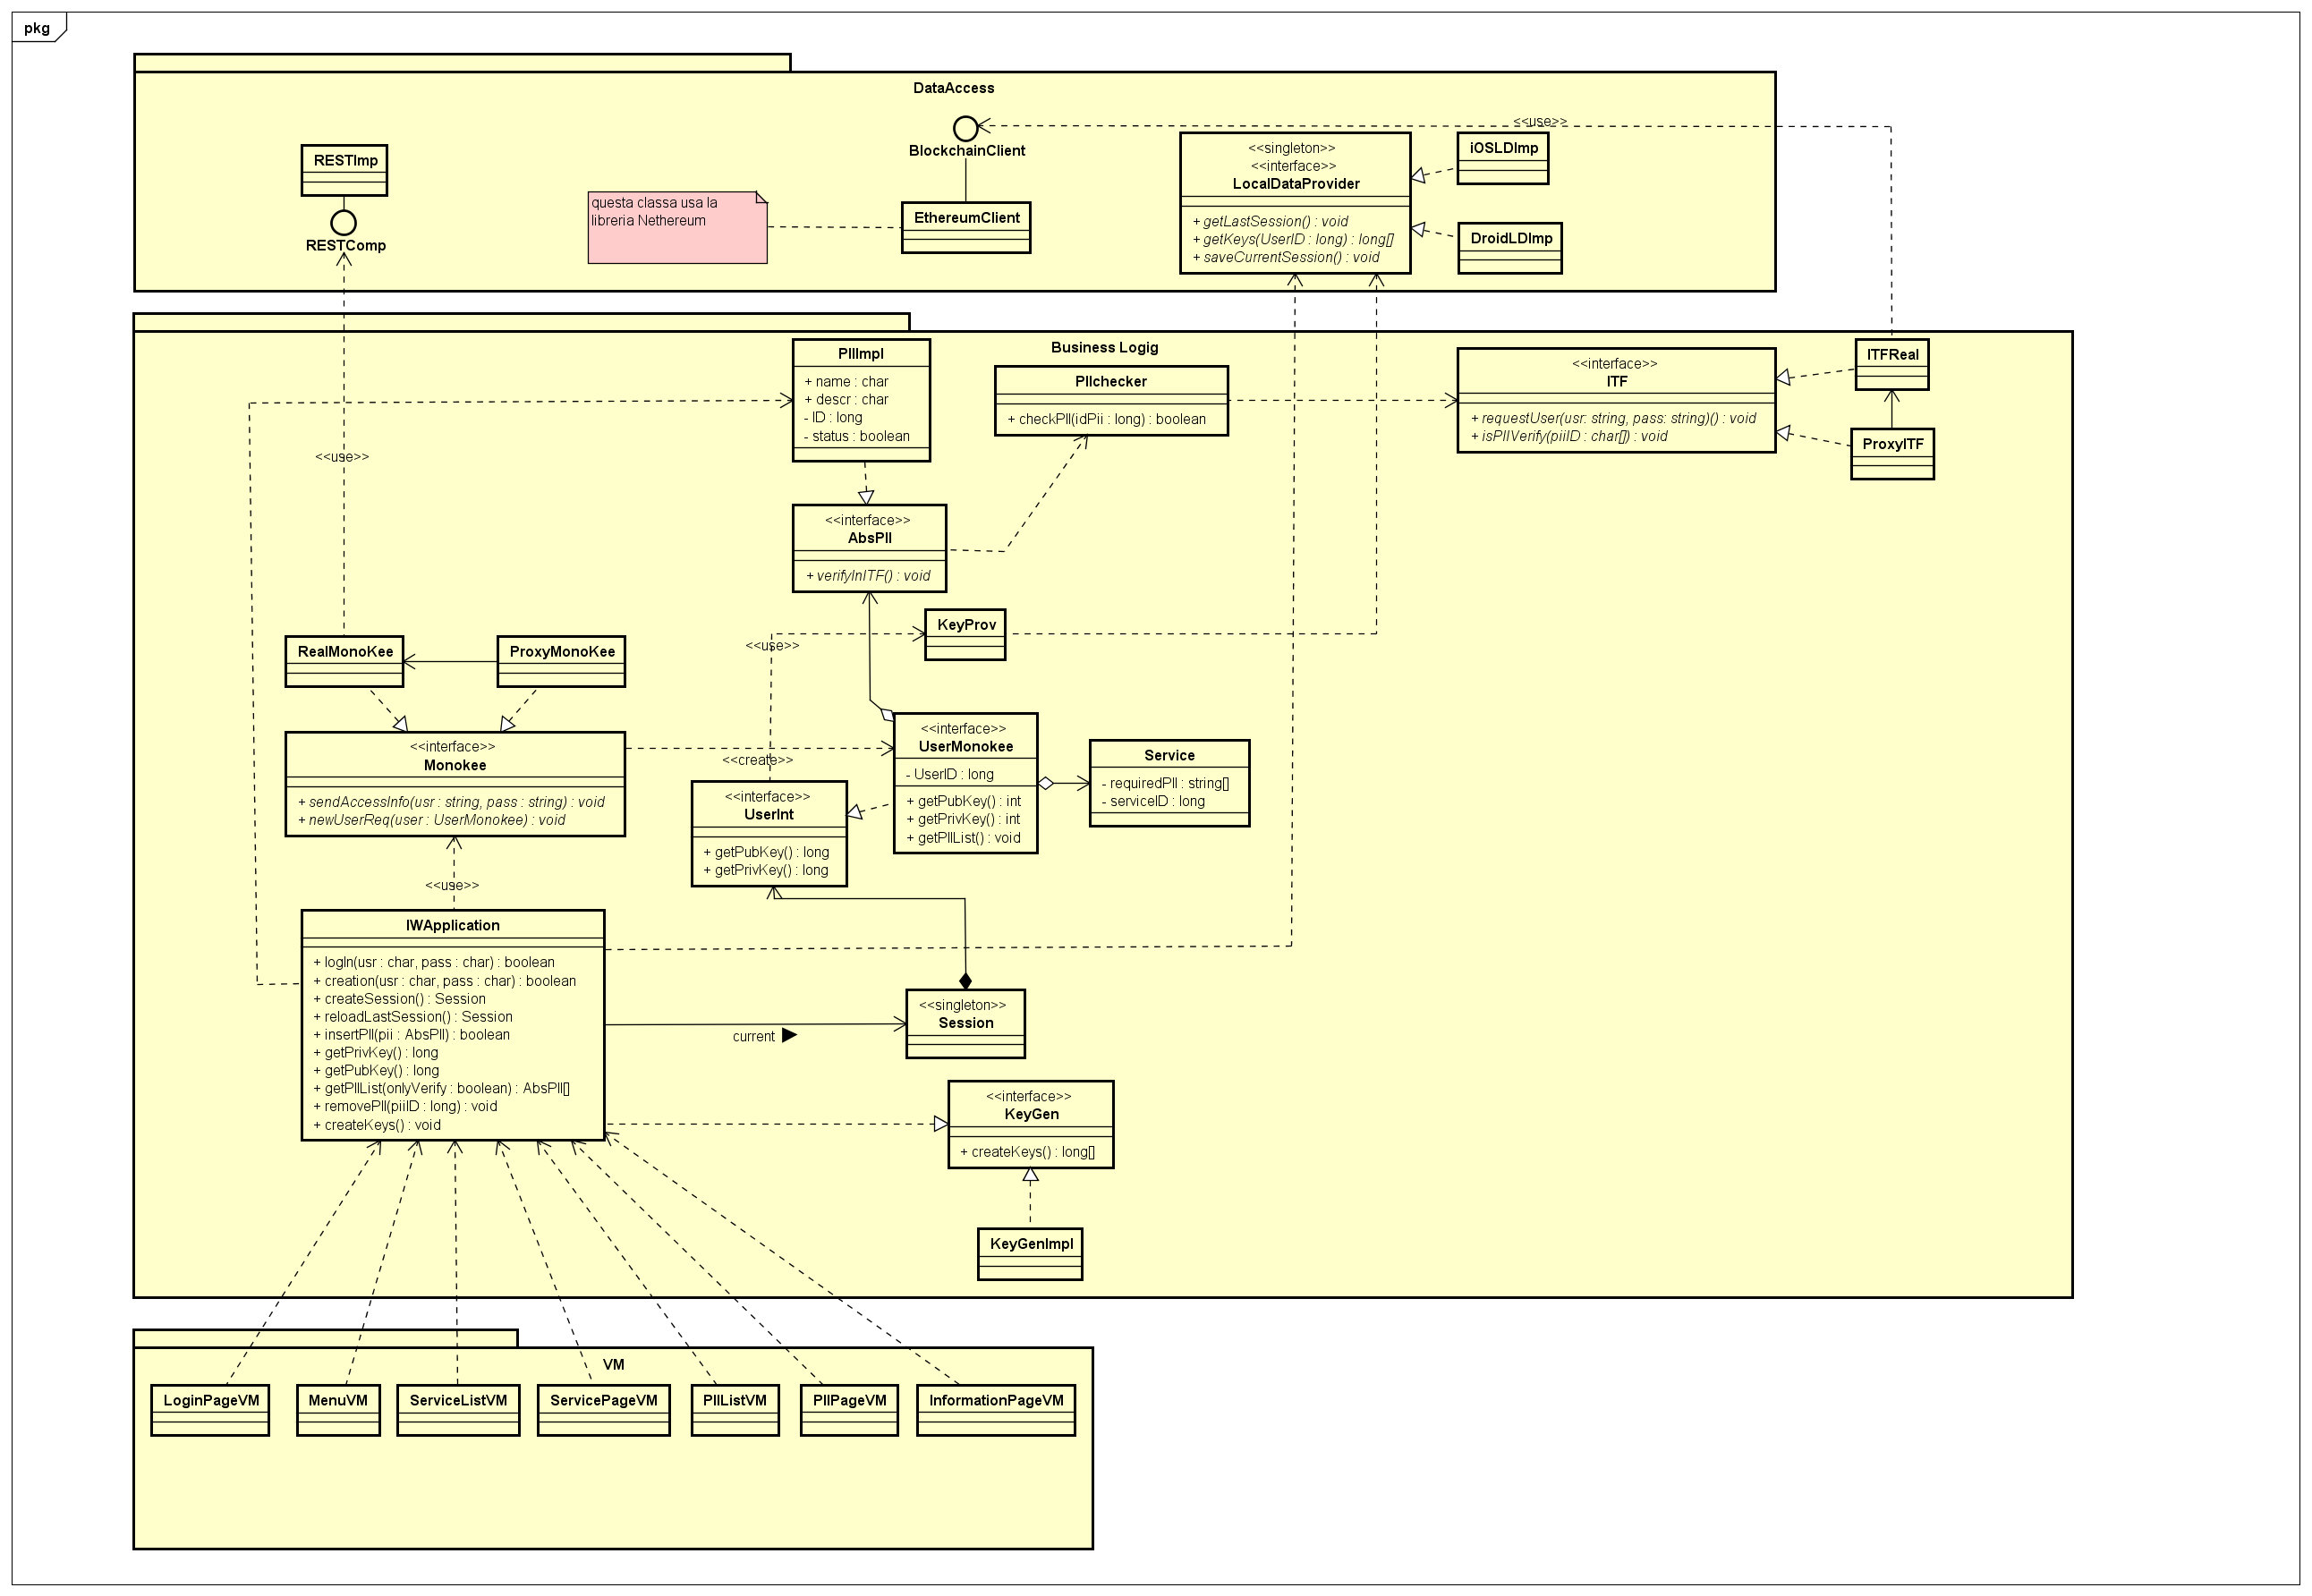 pkg
DataAccess
<<use>>
BlockchainClient
RESTImp
RESTComp
questa classa usa la
libreria Nethereum
EthereumClient
<<singleton>>
<<interface>>
LocalDataProvider
+ getLastSession() : void
+ getKeys(UserID : long) : long[]
+ saveCurrentSession() : void
iOSLDImp
DroidLDImp
Business Logig
PIIImpl
+ name : char
+ descr : char
- ID : long
- status : boolean
PIIchecker
+ checkPII(idPii : long) : boolean
<<interface>>
ITF
+ requestUser(usr: string, pass: string)() : void
+ isPIIVerify(piiID : char[]) : void
ITFReal
ProxyITF
<<use>>
<<interface>>
AbsPII
+ verifyInITF() : void
KeyProv
<<use>>
RealMonoKee
ProxyMonoKee
<<interface>>
Monokee
+ sendAccessInfo(usr : string, pass : string) : void
+ newUserReq(user : UserMonokee) : void
<<create>>
<<interface>>
UserMonokee
- UserID : long
+ getPubKey() : int
+ getPrivKey() : int
+ getPIIList() : void
Service
- requiredPII : string[]
- serviceID : long
<<interface>>
UserInt
+ getPubKey() : long
+ getPrivKey() : long
<<use>>
IWApplication
+ logIn(usr : char, pass : char) : boolean
+ creation(usr : char, pass : char) : boolean
+ createSession() : Session
+ reloadLastSession() : Session
+ insertPII(pii : AbsPII) : boolean
+ getPrivKey() : long
+ getPubKey() : long
+ getPIIList(onlyVerify : boolean) : AbsPII[]
+ removePII(piiID : long) : void
+ createKeys() : void
current
<<singleton>>
Session
<<interface>>
KeyGen
+ createKeys() : long[]
KeyGenImpl
VM
LoginPageVM
MenuVM
ServiceListVM
ServicePageVM
PIIListVM
PIIPageVM
InformationPageVM